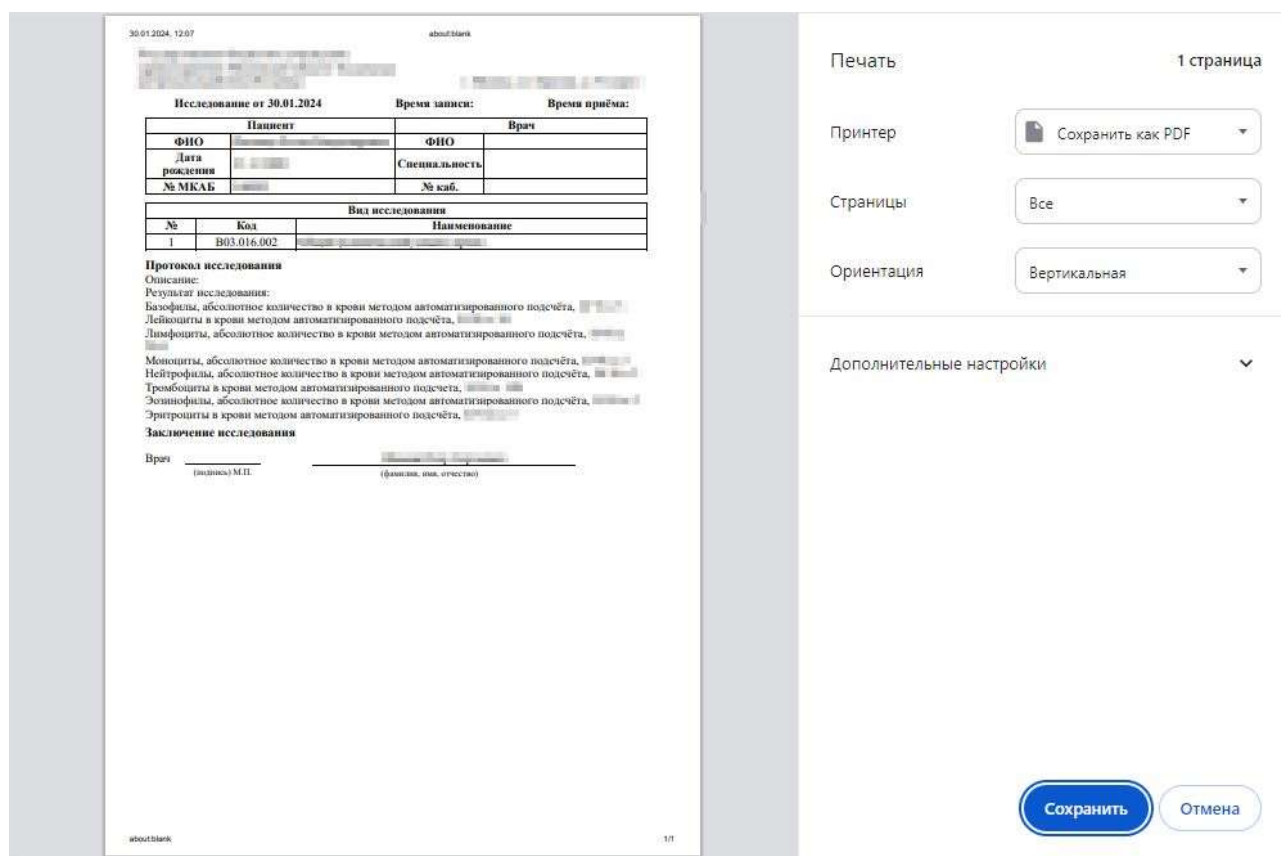 30.01.2024, 12:07
about:blank
Исследование от 30.01.2024 Время записи: Время приёма:
Пациент Врач
ФИО ФИО
Дата рождения Специальность
№ МКАБ № каб.
Вид исследования
№ Код Наименование
1 B03.016.002
Протокол исследования
Описание:
Результат исследования:
Базофилы, абсолютное количество в крови методом автоматизированного подсчёта,
Лейкоциты в крови методом автоматизированного подсчёта,
Лимфоциты, абсолютное количество в крови методом автоматизированного подсчёта,
Моноциты, абсолютное количество в крови методом автоматизированного подсчёта,
Нейтрофилы, абсолютное количество в крови методом автоматизированного подсчёта,
Тромбоциты в крови методом автоматизированного подсчета,
Эозинофилы, абсолютное количество в крови методом автоматизированного подсчёта,
Эритроциты в крови методом автоматизированного подсчёта,
Заключение исследования
Врач
(подпись) М.П. (фамилия, имя, отчество)
about:blank 1/1
Печать 1 страница
Принтер Сохранить как PDF
Страницы Все
Ориентация Вертикальная
Дополнительные настройки
Сохранить Отмена